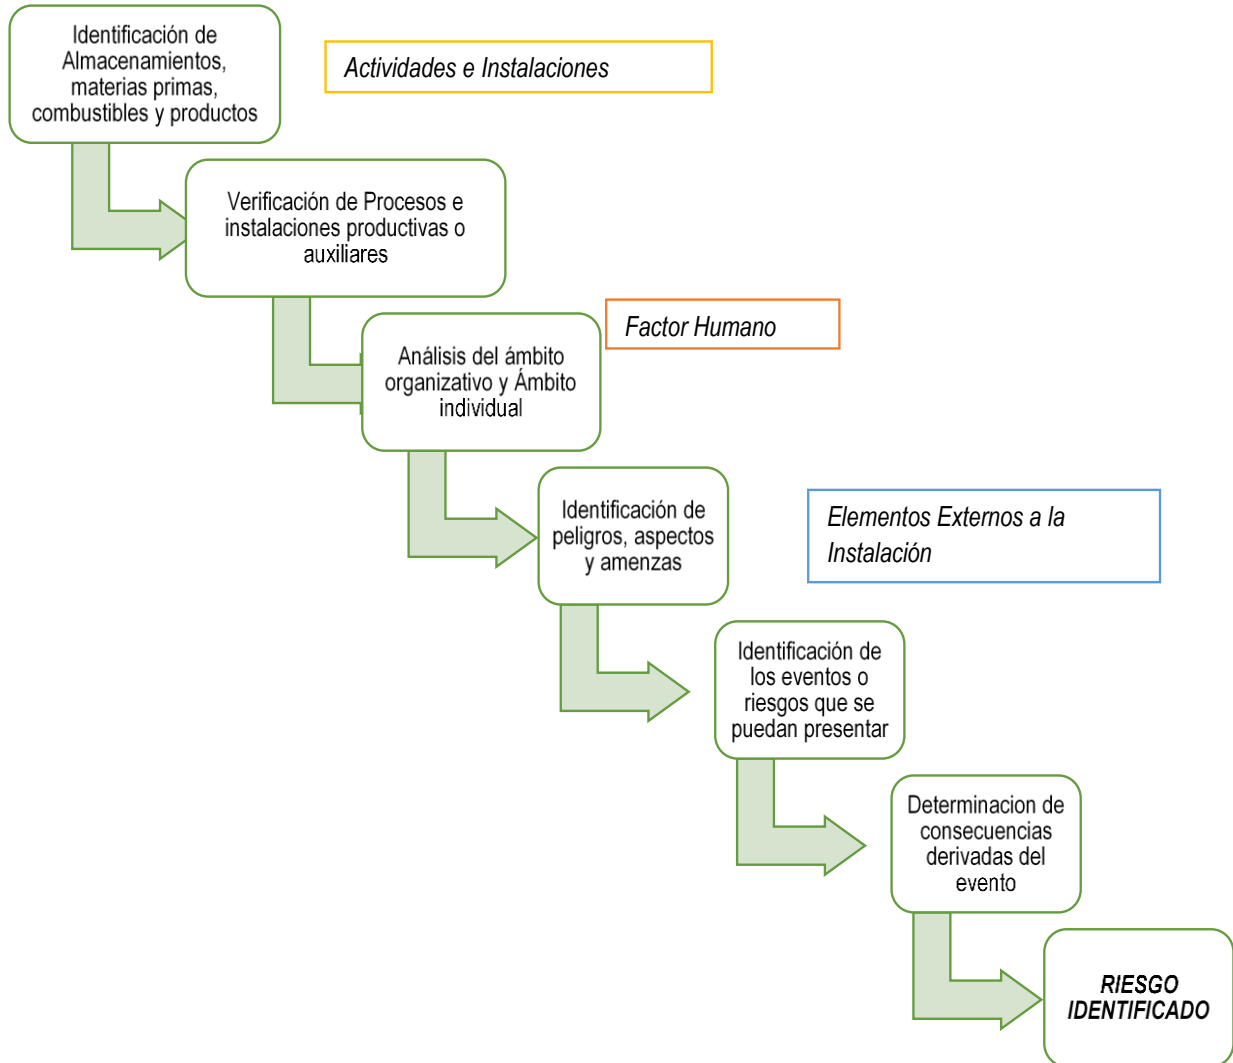 Identificación de
Almacenamientos,
materias primas,
combustibles y productos
Actividades e Instalaciones
Verificación de Procesos e
instalaciones productivas o
auxiliares
Factor Humano
Análisis del ámbito
organizativo y Ámbito
individual
Identificación de
peligros, aspectos
y amenzas
Elementos Externos a la
Instalación
Identificación de
los eventos o
riesgos que se
puedan presentar
Determinacion de
consecuencias
derivadas del
evento
RIESGO
IDENTIFICADO